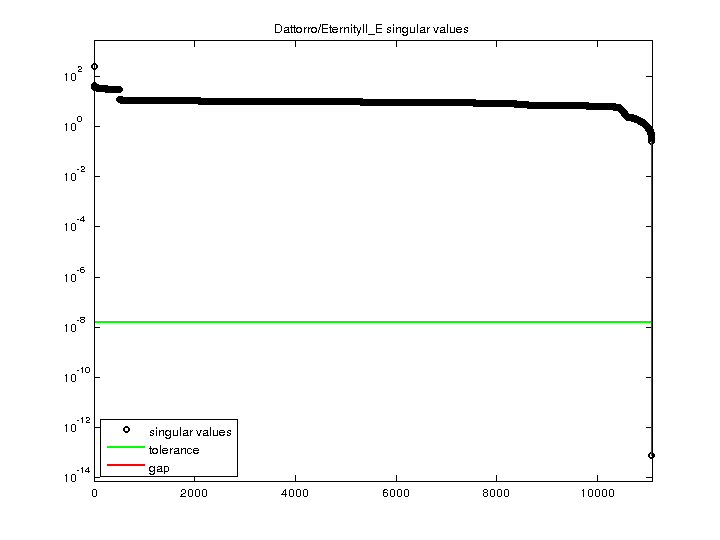 Dattorro/EternityII_E singular values
10^2
10^0
10^-2
10^-4
10^-6
10^-8
10^-10
10^-12
10^-14
singular values
tolerance
gap
0 2000 4000 6000 8000 10000